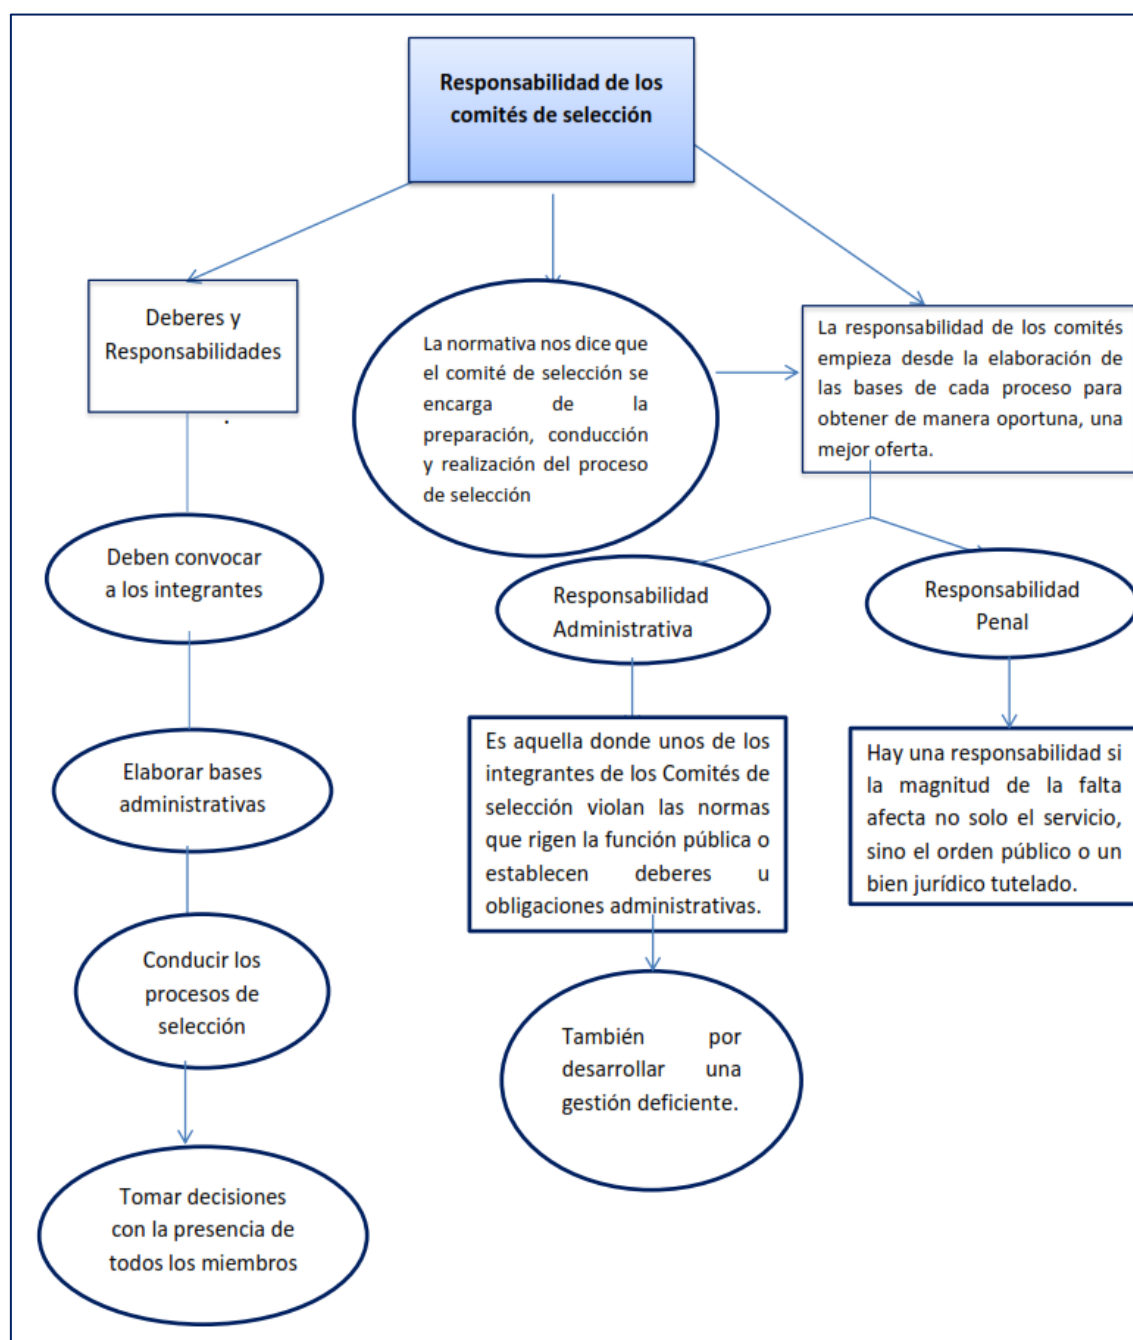 Responsabilidad de los
comités de selección
Deberes y
Responsabilidades
.
La normativa nos dice que
el comité de selección se
encarga de la
preparación, conducción
y realización del proceso
de selección
La responsabilidad de los comités
empieza desde la elaboración de
las bases de cada proceso para
obtener de manera oportuna, una
mejor oferta.
Deben convocar
a los integrantes
Responsabilidad
Administrativa
Responsabilidad
Penal
Elaborar bases
administrativas
Es aquella donde unos de los
integrantes de los Comités de
selección violan las normas
que rigen la función pública o
establecen deberes u
obligaciones administrativas.
Hay una responsabilidad si
la magnitud de la falta
afecta no solo el servicio,
sino el orden público o un
bien jurídico tutelado.
Conducir los
procesos de
selección
También por
desarrollar una
gestión deficiente.
Tomar decisiones
con la presencia de
todos los miembros